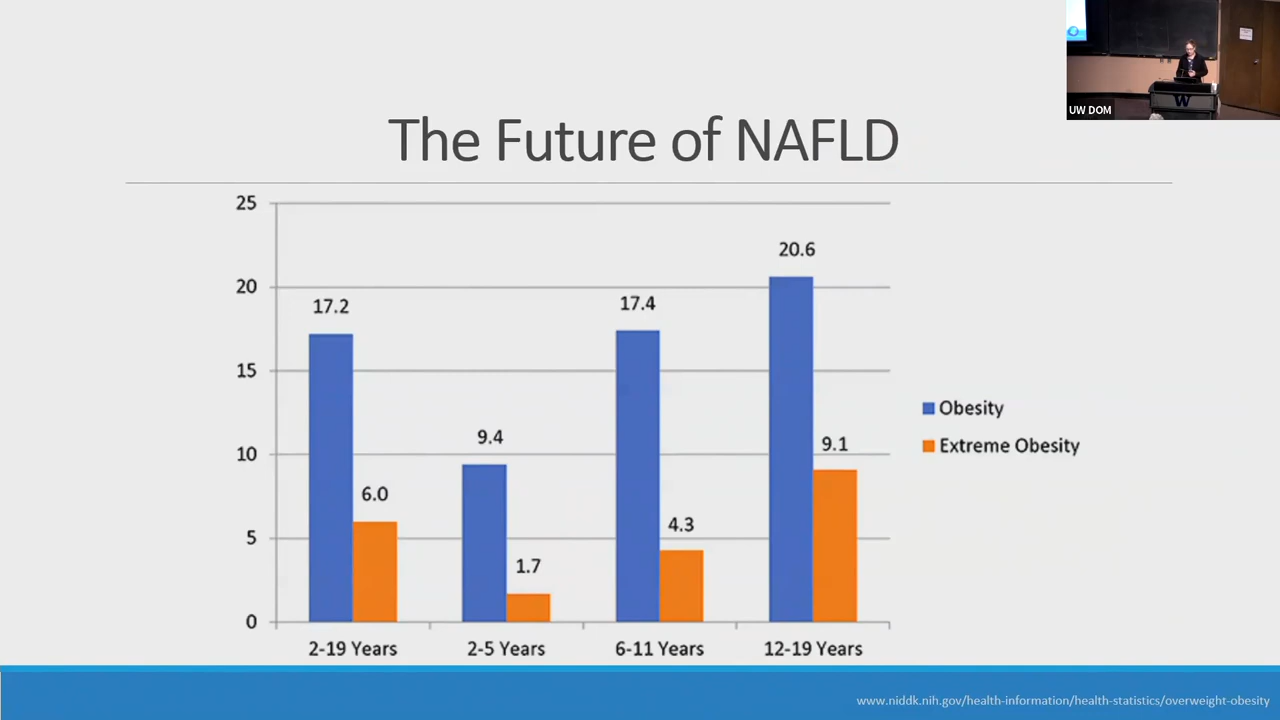 UW DOM
W
The Future of NAFLD
25
20
15
10
5
0
17.2
6.0
9.4
1.7
17.4
4.3
20.6
9.1
2-19 Years
2-5 Years
6-11 Years
12-19 Years
Obesity
Extreme Obesity
www.niddk.nih.gov/health-information/health-statistics/overweight-obesity